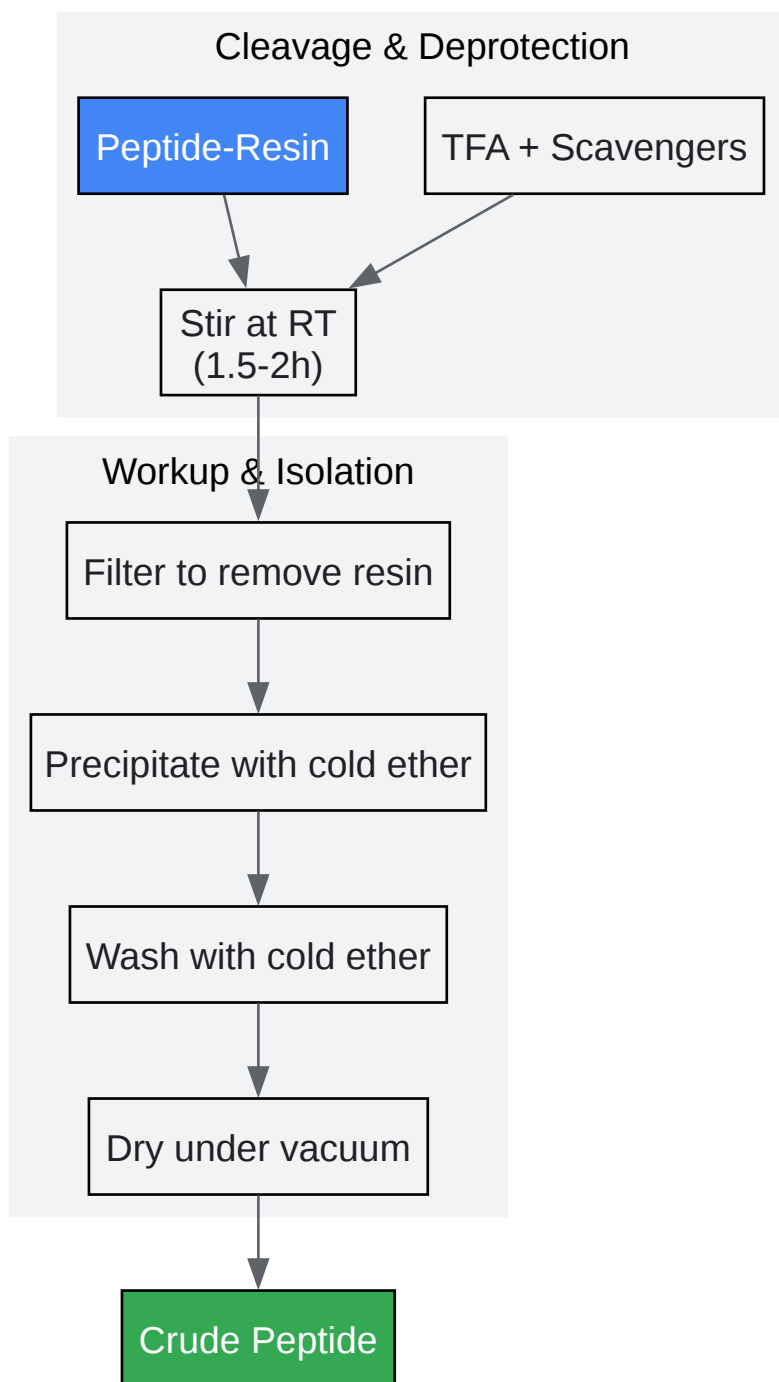 Cleavage & Deprotection
Peptide-Resin
TFA + Scavengers
Stir at RT
(1.5-2h)
Workup & Isolation
Filter to remove resin
Precipitate with cold ether
Wash with cold ether
Dry under vacuum
Crude Peptide